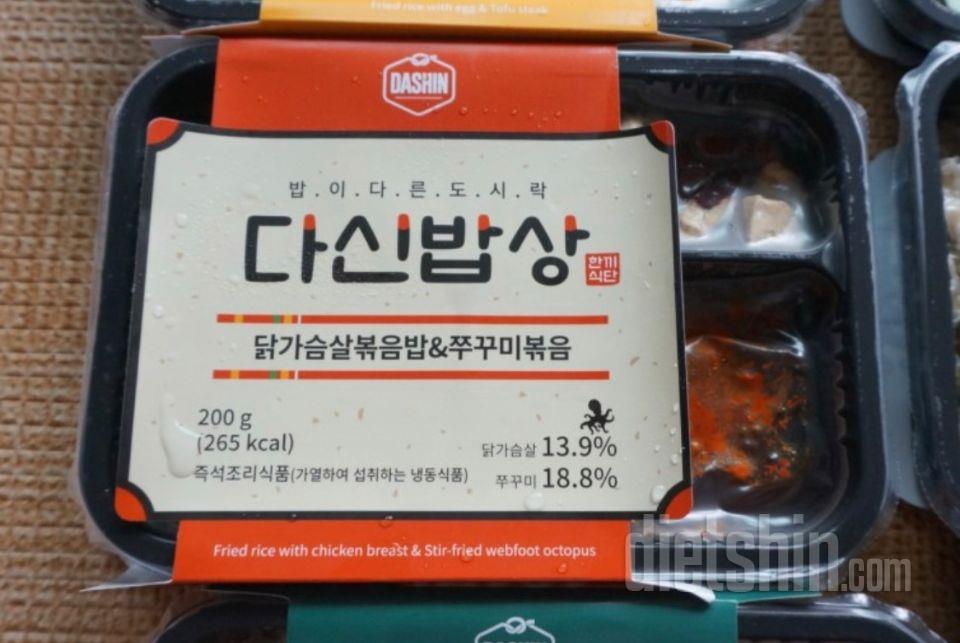 Fried rice with egg & Tofu steak
DASHIN
밥.이다.른도.시.락
다신밥상
한끼
식단
닭가슴살볶음밥&쭈꾸미볶음
200 g
(265 kcal)
닭가슴살 13.9%
즉석조리식품(가열하여 섭취하는 냉동식품)
쭈꾸미 18.8%
Fried rice with chicken breast & Stir-fried webfoot octopus
dietshin.com
DASHIN